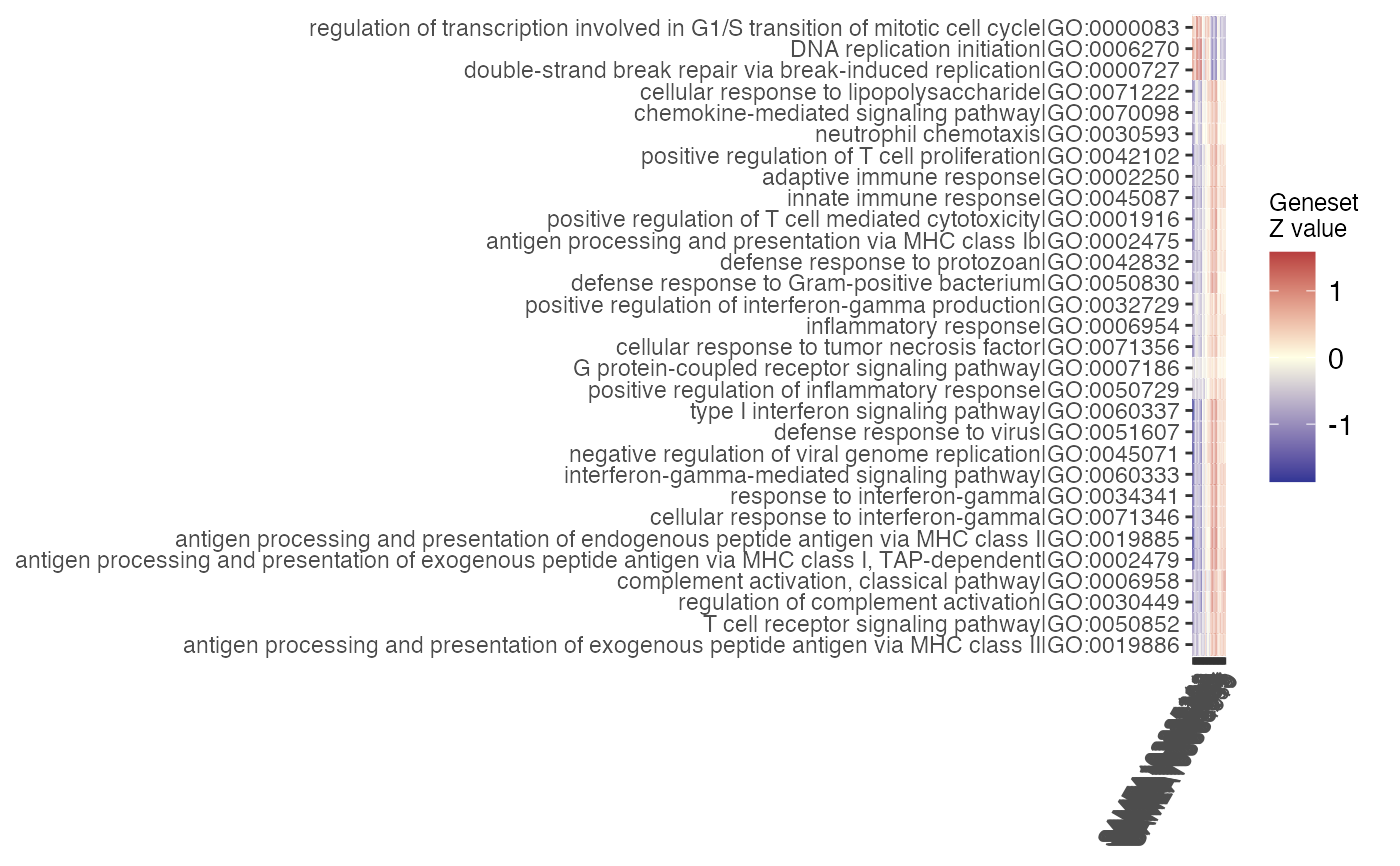 regulation of transcription involved in G1/S transition of mitotic cell cycle|GO:0000083
DNA replication initiation|GO:0006270
double-strand break repair via break-induced replication|GO:0000727
cellular response to lipopolysaccharide|GO:0071222
chemokine-mediated signaling pathway|GO:0070098
neutrophil chemotaxis|GO:0030593
positive regulation of T cell proliferation|GO:0042102
adaptive immune response|GO:0002250
innate immune response|GO:0045087
positive regulation of T cell mediated cytotoxicity|GO:0001916
antigen processing and presentation via MHC class Ib|GO:0002475
defense response to protozoan|GO:0042832
defense response to Gram-positive bacterium|GO:0050830
positive regulation of interferon-gamma production|GO:0032729
inflammatory response|GO:0006954
cellular response to tumor necrosis factor|GO:0071356
G protein-coupled receptor signaling pathway|GO:0007186
positive regulation of inflammatory response|GO:0050729
type I interferon signaling pathway|GO:0060337
defense response to virus|GO:0051607
negative regulation of viral genome replication|GO:0045071
interferon-gamma-mediated signaling pathway|GO:0060333
response to interferon-gamma|GO:0034341
cellular response to interferon-gamma|GO:0071346
antigen processing and presentation of endogenous peptide antigen via MHC class I|GO:0019885
antigen processing and presentation of exogenous peptide antigen via MHC class I, TAP-dependent|GO:0002479
complement activation, classical pathway|GO:0006958
regulation of complement activation|GO:0030449
T cell receptor signaling pathway|GO:0050852
antigen processing and presentation of exogenous peptide antigen via MHC class II|GO:0019886
Geneset
Z value
1
0
-1